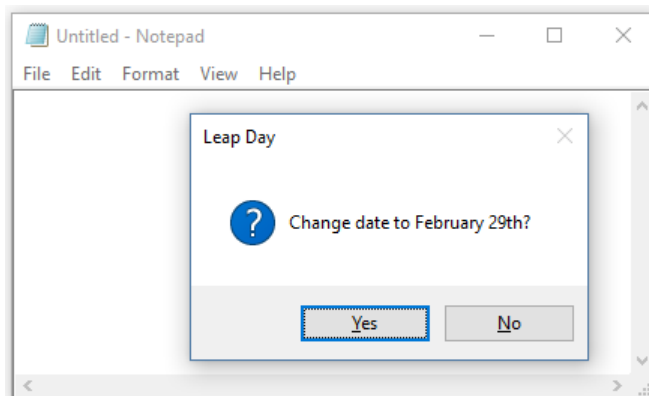 Untitled - Notepad
File Edit Format View Help
Leap Day
Change date to February 29th?
Yes No